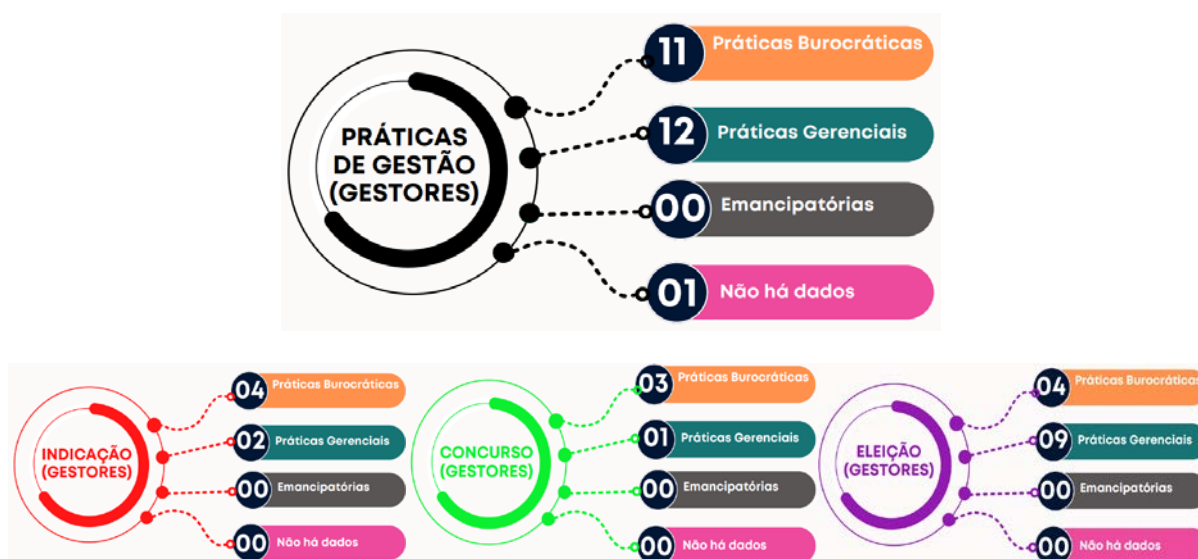 PRÁTICAS
DE GESTÃO
(GESTORES)
11 Práticas Burocráticas
12 Práticas Gerenciais
00 Emancipatórias
01 Não há dados
INDICAÇÃO
(GESTORES)
04 Práticas Burocráticas
02 Práticas Gerenciais
00 Emancipatórias
00 Não há dados
CONCURSO
(GESTORES)
03 Práticas Burocráticas
01 Práticas Gerenciais
00 Emancipatórias
00 Não há dados
ELEIÇÃO
(GESTORES)
04 Práticas Burocráticas
09 Práticas Gerenciais
00 Emancipatórias
00 Não há dados